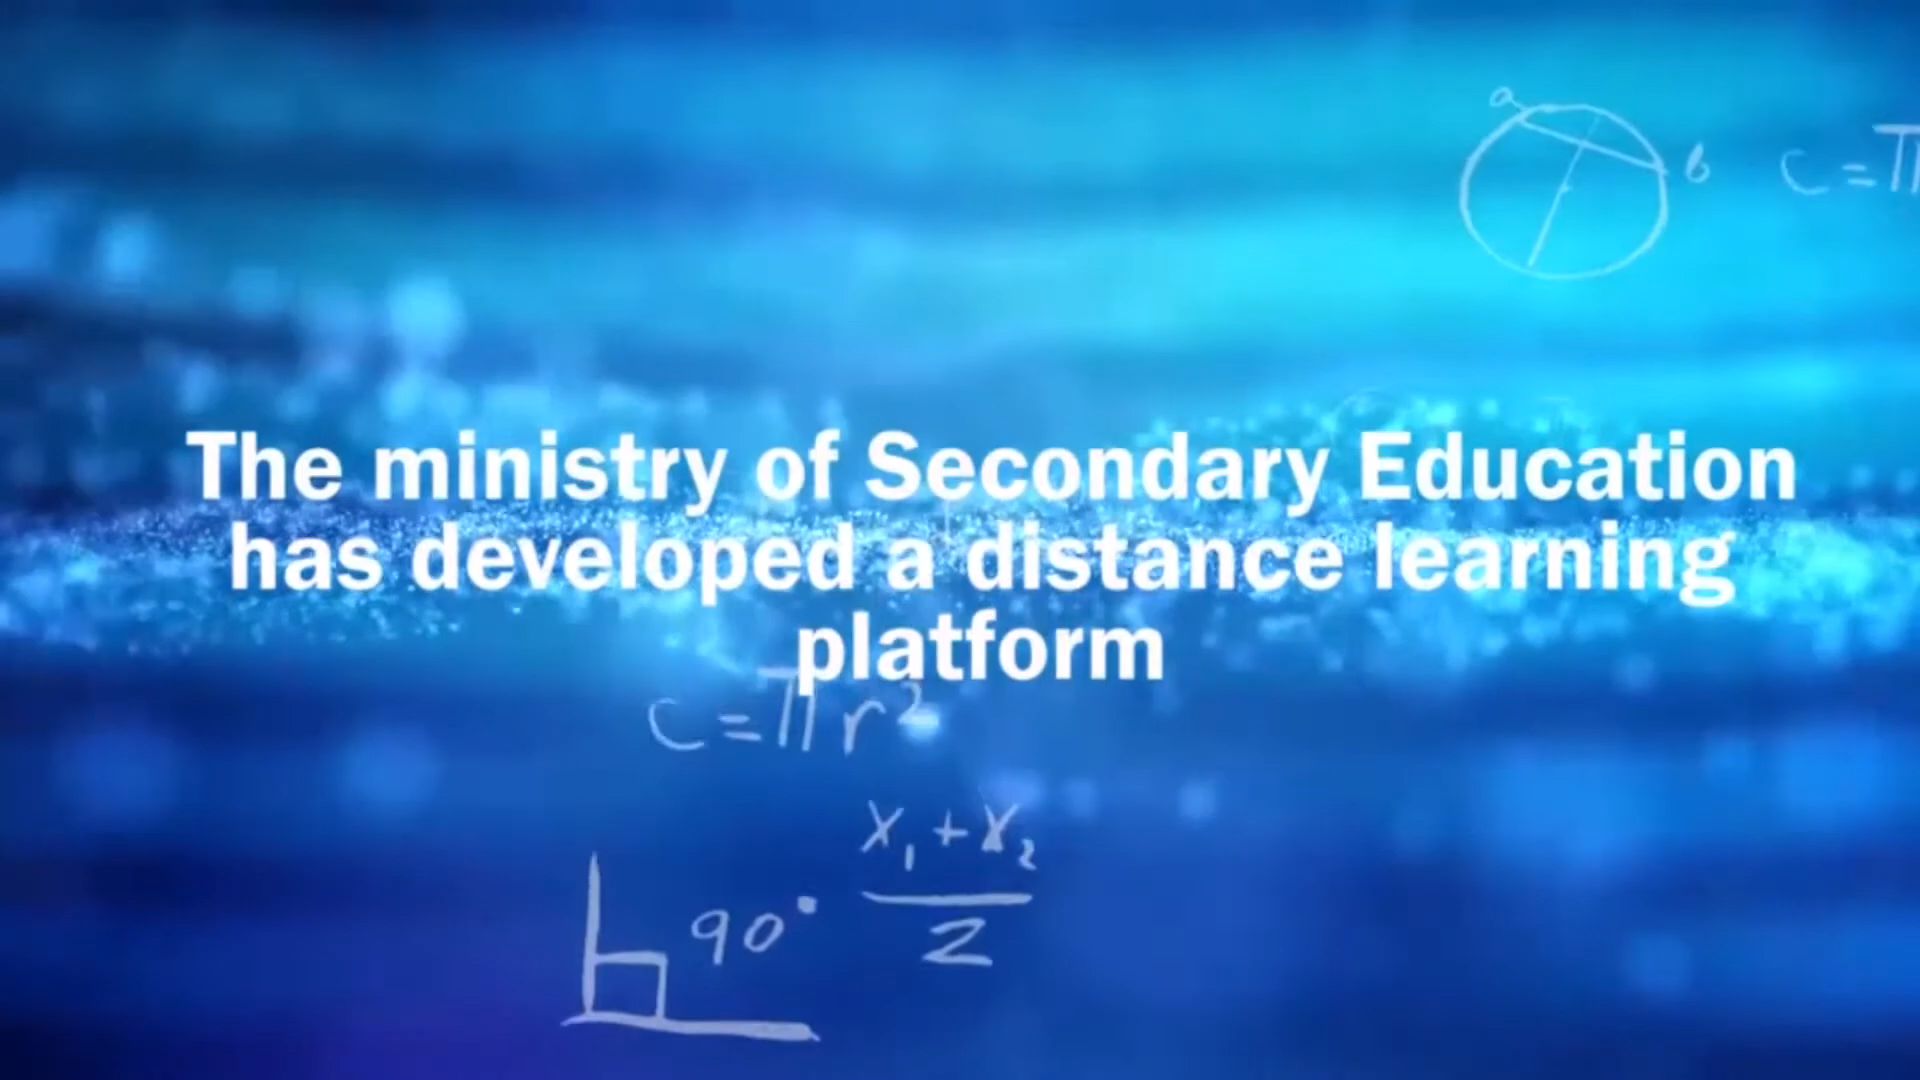 a
b C=π
The ministry of Secondary Education
has developed a distance learning
platform
C=πr²
X₁+X₂
90°
2